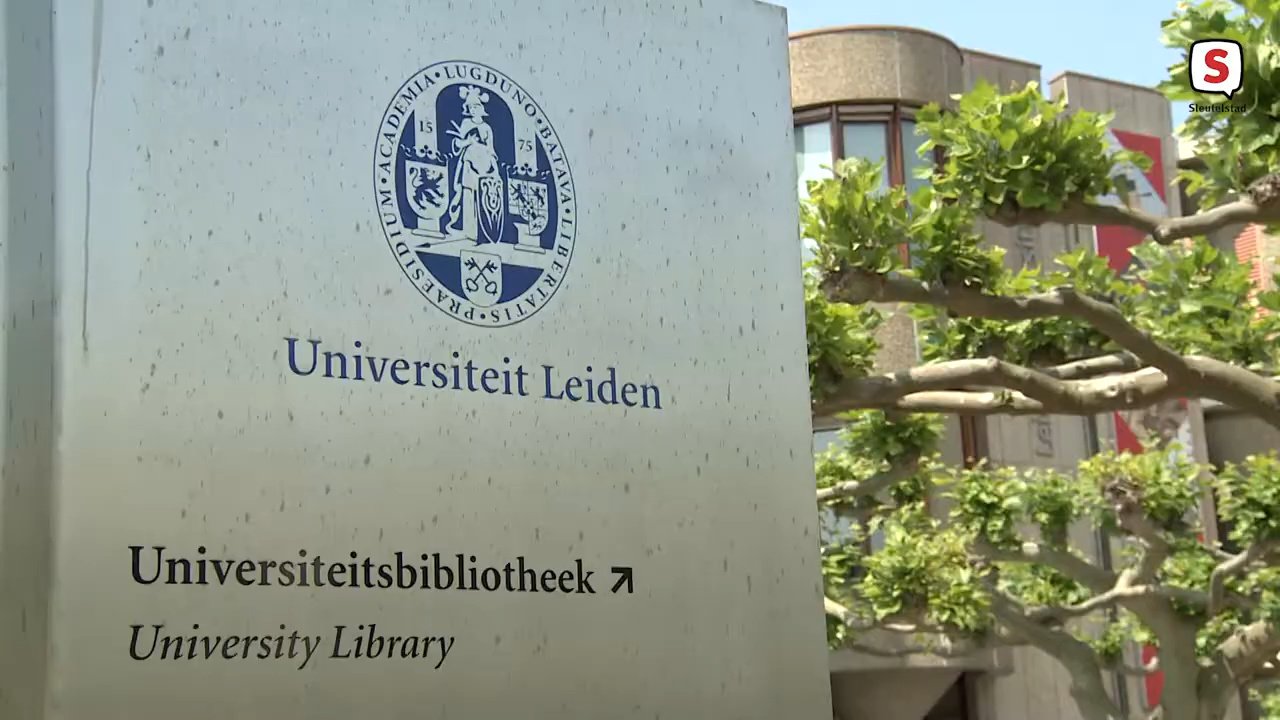 S
Sleutelstad
ACADEMIA • LUGDUNO • BATAVA • LIBERTATIS • PRAESIDIUM •
15 75
Universiteit Leiden
Universiteitsbibliotheek ↗
University Library